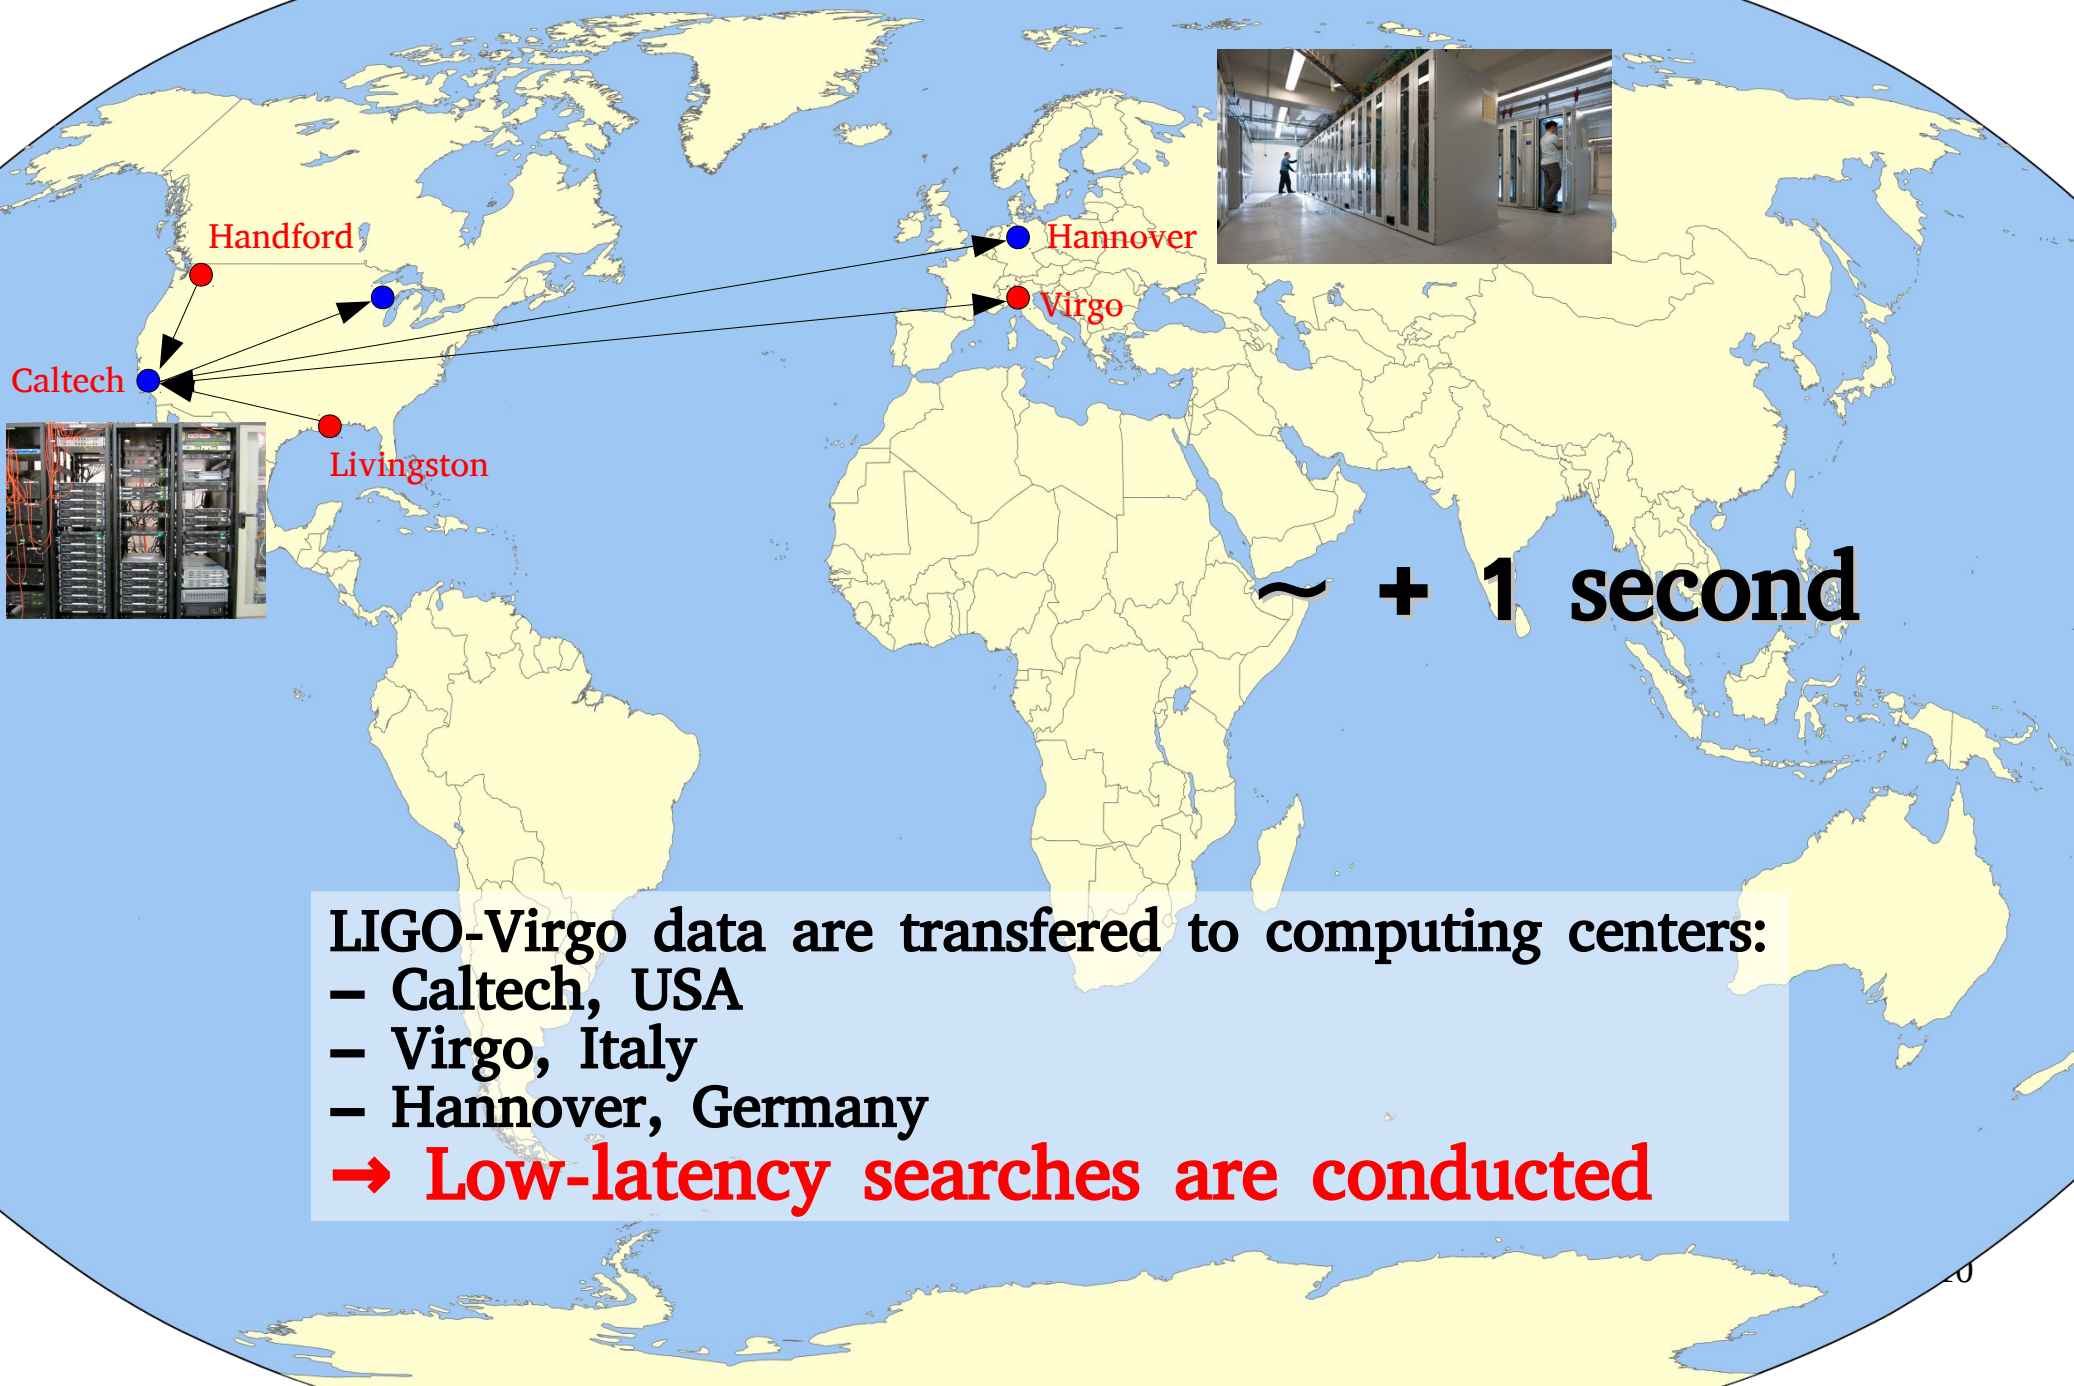 Handford
Hannover
Virgo
Caltech
Livingston
~ + 1 second
LIGO-Virgo data are transfered to computing centers:
– Caltech, USA
– Virgo, Italy
– Hannover, Germany
→ Low-latency searches are conducted